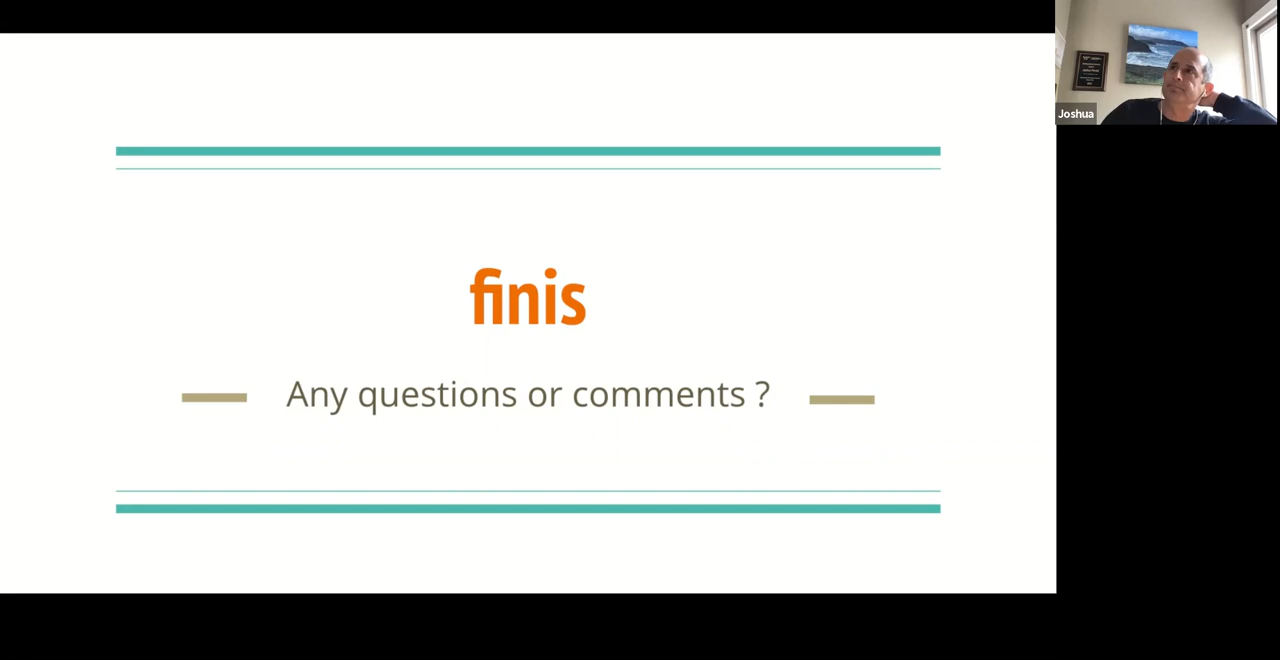 finis
Any questions or comments ?
Joshua